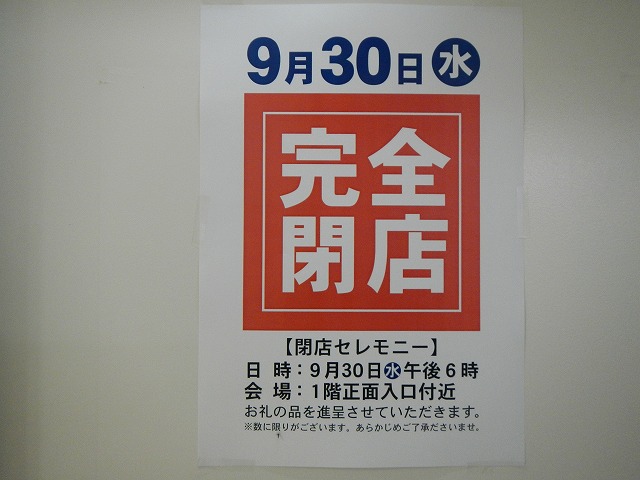 9月30日水
完全
閉店
【閉店セレモニー】
日時：9月30日水午後6時
会場：1階正面入口付近
お礼の品を進呈させていただきます。
※数に限りがございます。あらかじめご了承ださいませ。